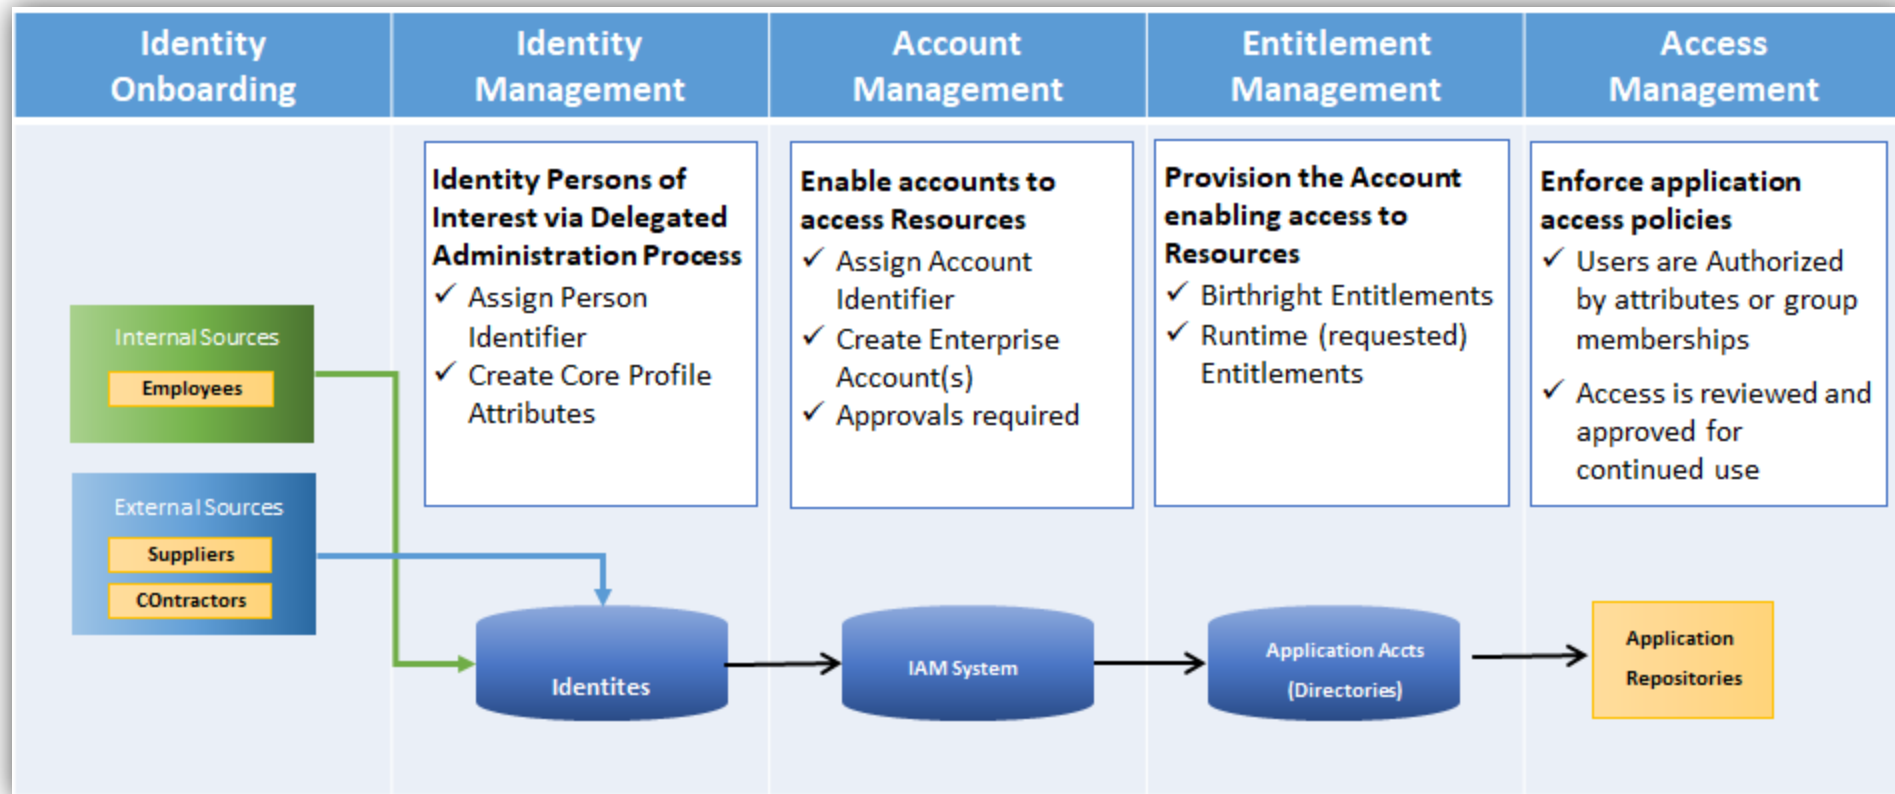 Identity
Onboarding
Identity
Management
Account
Management
Entitlement
Management
Access
Management
Internal Sources
Employees
External Sources
Suppliers
COntractors
Identity Persons of
Interest via Delegated
Administration Process
✓ Assign Person
Identifier
✓ Create Core Profile
Attributes
Identites
Enable accounts to
access Resources
✓ Assign Account
Identifier
✓ Create Enterprise
Account(s)
✓ Approvals required
IAM System
Provision the Account
enabling access to
Resources
✓ Birthright Entitlements
✓ Runtime (requested)
Entitlements
Application Accts
(Directories)
Enforce application
access policies
✓ Users are Authorized
by attributes or group
memberships
✓ Access is reviewed and
approved for
continued use
Application
Repositories